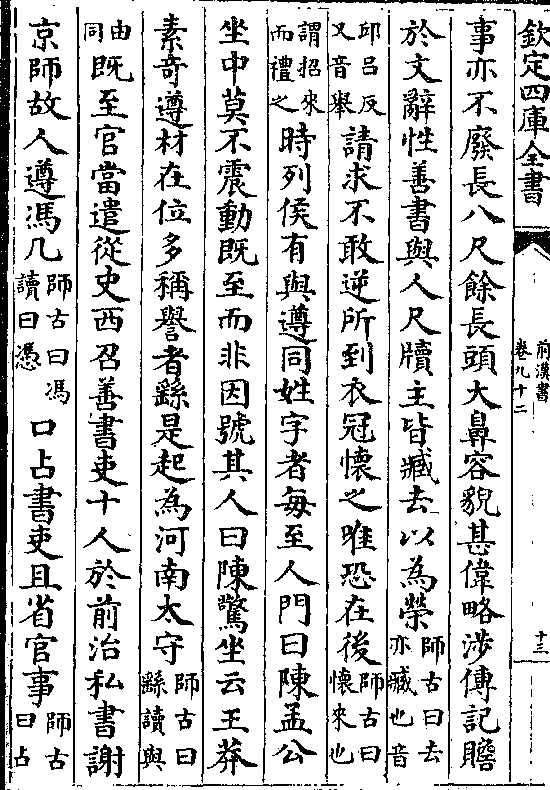 欽定四庫全書
前漢書
卷九十二
十三
事亦不廢長八尺餘長頭大鼻容貌甚偉略涉傳記贍
於文辭性善書與人尺牘主皆臧去以為榮師古曰去亦臧也音
邱呂反又音舉請求不敢逆所到衣冠懷之唯恐在後師古曰懷來也
謂招來而禮之時列侯有與遵同姓字者每至人門曰陳孟公
坐中莫不震動既至而非因號其人曰陳驚坐云王莽
素奇遵材在位多稱譽者繇是起為河南太守師古曰繇讀與
由同既至官當遣從史西召善書吏十人於前治私書謝
京師故人遵馮几師古曰馮讀曰憑口占書吏且省官事師古曰占